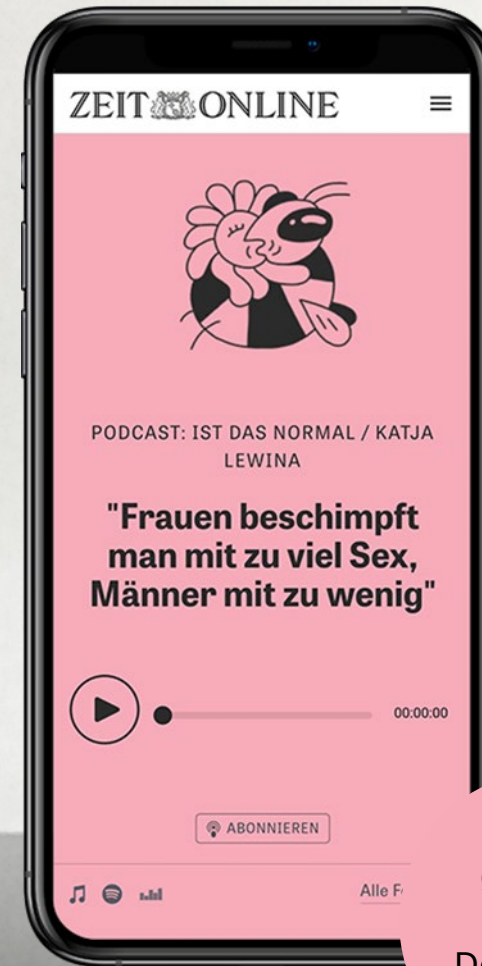 ZEIT ONLINE
PODCAST: IST DAS NORMAL / KATJA
LEWINA
"Frauen beschimpft
man mit zu viel Sex,
Männer mit zu wenig"
00:00:00
ABONNIEREN
Alle